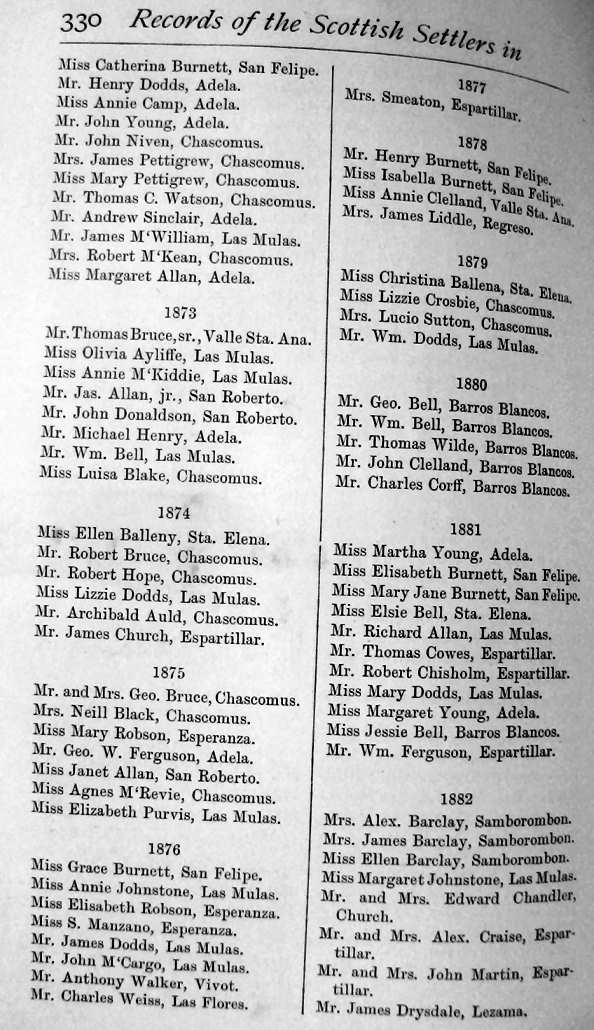 330 Records of the Scottish Settlers in
Miss Catherina Burnett, San Felipe.
Mr. Henry Dodds, Adela.
Miss Annie Camp, Adela.
Mr. John Young, Adela.
Mr. John Niven, Chascomus.
Mrs. James Pettigrew, Chascomus.
Miss Mary Pettigrew, Chascomus.
Mr. Thomas C. Watson, Chascomus.
Mr. Andrew Sinclair, Adela.
Mr. James M'William, Las Mulas.
Mrs. Robert M'Kean, Chascomus.
Miss Margaret Allan, Adela.
1873
Mr. Thomas Bruce, sr., Valle Sta. Ana.
Miss Olivia Ayliffe, Las Mulas.
Miss Annie M'Kiddie, Las Mulas.
Mr. Jas. Allan, jr., San Roberto.
Mr. John Donaldson, San Roberto.
Mr. Michael Henry, Adela.
Mr. Wm. Bell, Las Mulas.
Miss Luisa Blake, Chascomus.
1874
Miss Ellen Balleny, Sta. Elena.
Mr. Robert Bruce, Chascomus.
Mr. Robert Hope, Chascomus.
Miss Lizzie Dodds, Las Mulas.
Mr. Archibald Auld, Chascomus.
Mr. James Church, Espartillar.
1875
Mr. and Mrs. Geo. Bruce, Chascomus.
Mrs. Neill Black, Chascomus.
Miss Mary Robson, Esperanza.
Mr. Geo. W. Ferguson, Adela.
Miss Janet Allan, San Roberto.
Miss Agnes M'Revie, Chascomus.
Miss Elizabeth Purvis, Las Mulas.
1876
Miss Grace Burnett, San Felipe.
Miss Annie Johnstone, Las Mulas.
Miss Elisabeth Robson, Esperanza.
Miss S. Manzano, Esperanza.
Mr. James Dodds, Las Mulas.
Mr. John M'Cargo, Las Mulas.
Mr. Anthony Walker, Vivot.
Mr. Charles Weiss, Las Flores.
1877
Mrs. Smeaton, Espartillar.
1878
Mr. Henry Burnett, San Felipe.
Miss Isabella Burnett, San Felipe.
Miss Annie Clelland, Valle Sta. Ana.
Mrs. James Liddle, Regreso.
1879
Miss Christina Ballena, Sta. Elena.
Miss Lizzie Crosbie, Chascomus.
Mrs. Lucio Sutton, Chascomus.
Mr. Wm. Dodds, Las Mulas.
1880
Mr. Geo. Bell, Barros Blancos.
Mr. Wm. Bell, Barros Blancos.
Mr. Thomas Wilde, Barros Blancos.
Mr. John Clelland, Barros Blancos.
Mr. Charles Corff, Barros Blancos.
1881
Miss Martha Young, Adela.
Miss Elisabeth Burnett, San Felipe.
Miss Mary Jane Burnett, San Felipe.
Miss Elsie Bell, Sta. Elena.
Mr. Richard Allan, Las Mulas.
Mr. Thomas Cowes, Espartillar.
Mr. Robert Chisholm, Espartillar.
Miss Mary Dodds, Las Mulas.
Miss Margaret Young, Adela.
Miss Jessie Bell, Barros Blancos.
Mr. Wm. Ferguson, Espartillar.
1882
Mrs. Alex. Barclay, Samborombon.
Mrs. James Barclay, Samborombon.
Miss Ellen Barclay, Samborombon.
Miss Margaret Johnstone, Las Mulas.
Mr. and Mrs. Edward Chandler,
Church.
Mr. and Mrs. Alex. Craise, Espar-
tillar.
Mr. and Mrs. John Martin, Espar-
tillar.
Mr. James Drysdale, Lezama.